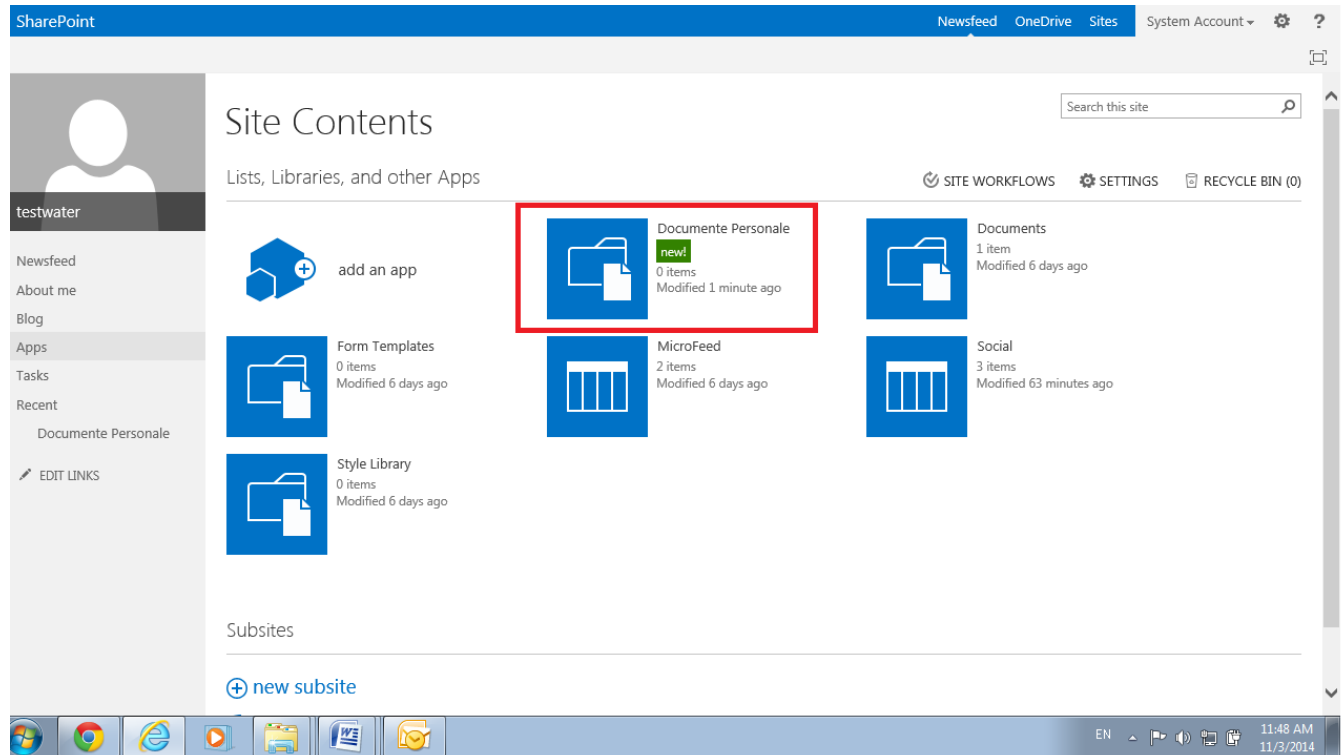 SharePoint
Newsfeed OneDrive Sites System Account ?
testwater
Newsfeed
About me
Blog
Apps
Tasks
Recent
Documente Personale
EDIT LINKS
Site Contents
Search this site
Lists, Libraries, and other Apps
SITE WORKFLOWS SETTINGS RECYCLE BIN (0)
add an app
Documente Personale
new!
0 items
Modified 1 minute ago
Documents
1 item
Modified 6 days ago
Form Templates
0 items
Modified 6 days ago
MicroFeed
2 items
Modified 6 days ago
Social
3 items
Modified 63 minutes ago
Style Library
0 items
Modified 6 days ago
Subsites
new subsite
EN
11:48 AM
11/3/2014